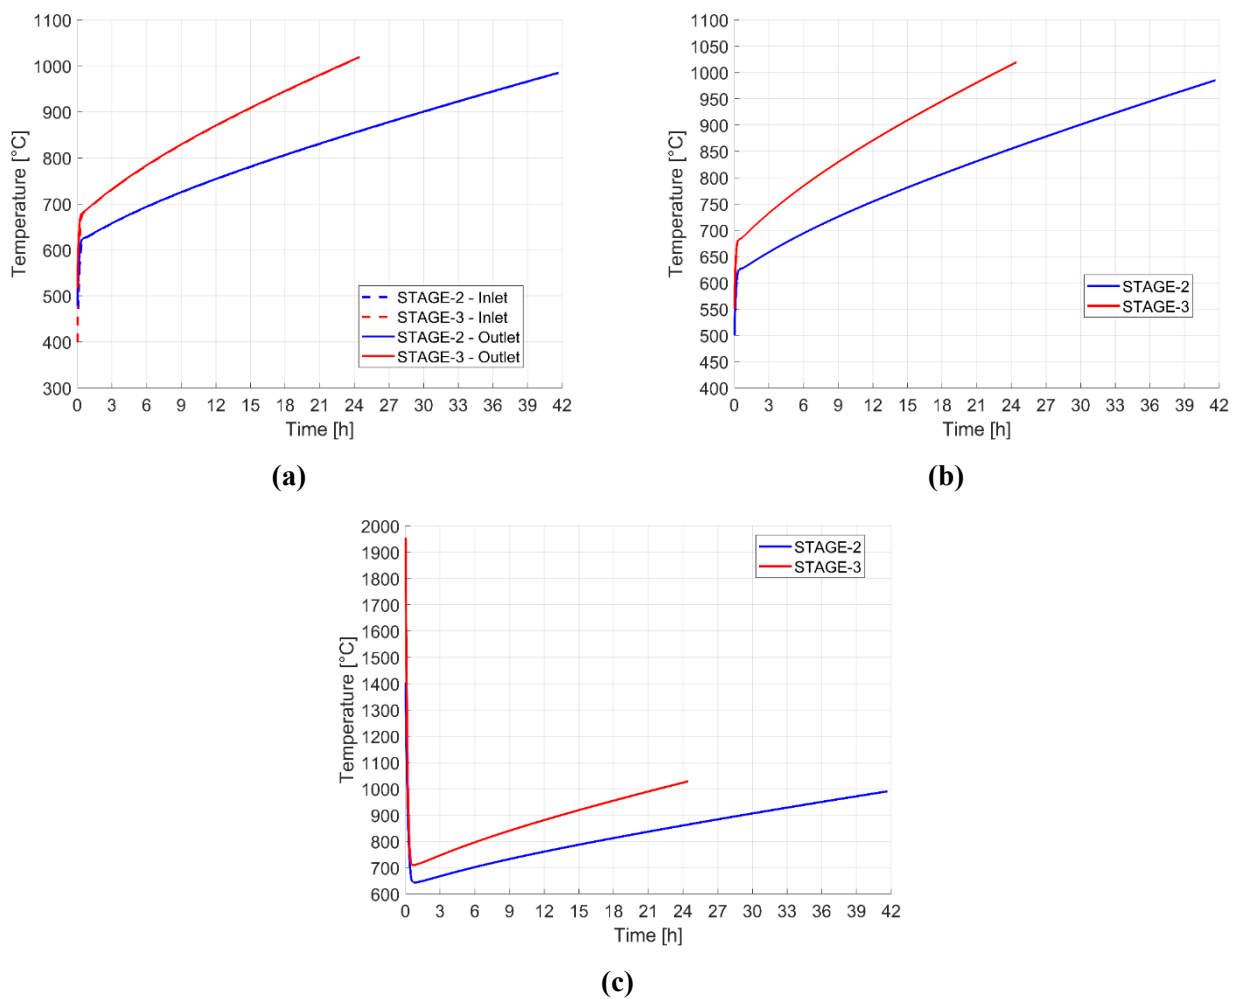 1100
1000
900
800
700
600
500
400
300
Temperature [°C]
0 3 6 9 12 15 18 21 24 27 30 33 36 39 42
Time [h]
STAGE-2 - Inlet
STAGE-3 - Inlet
STAGE-2 - Outlet
STAGE-3 - Outlet
(a)
1100
1050
1000
950
900
850
800
750
700
650
600
550
500
450
400
Temperature [°C]
0 3 6 9 12 15 18 21 24 27 30 33 36 39 42
Time [h]
STAGE-2
STAGE-3
(b)
2000
1900
1800
1700
1600
1500
1400
1300
1200
1100
1000
900
800
700
600
Temperature [°C]
0 3 6 9 12 15 18 21 24 27 30 33 36 39 42
Time [h]
STAGE-2
STAGE-3
(c)